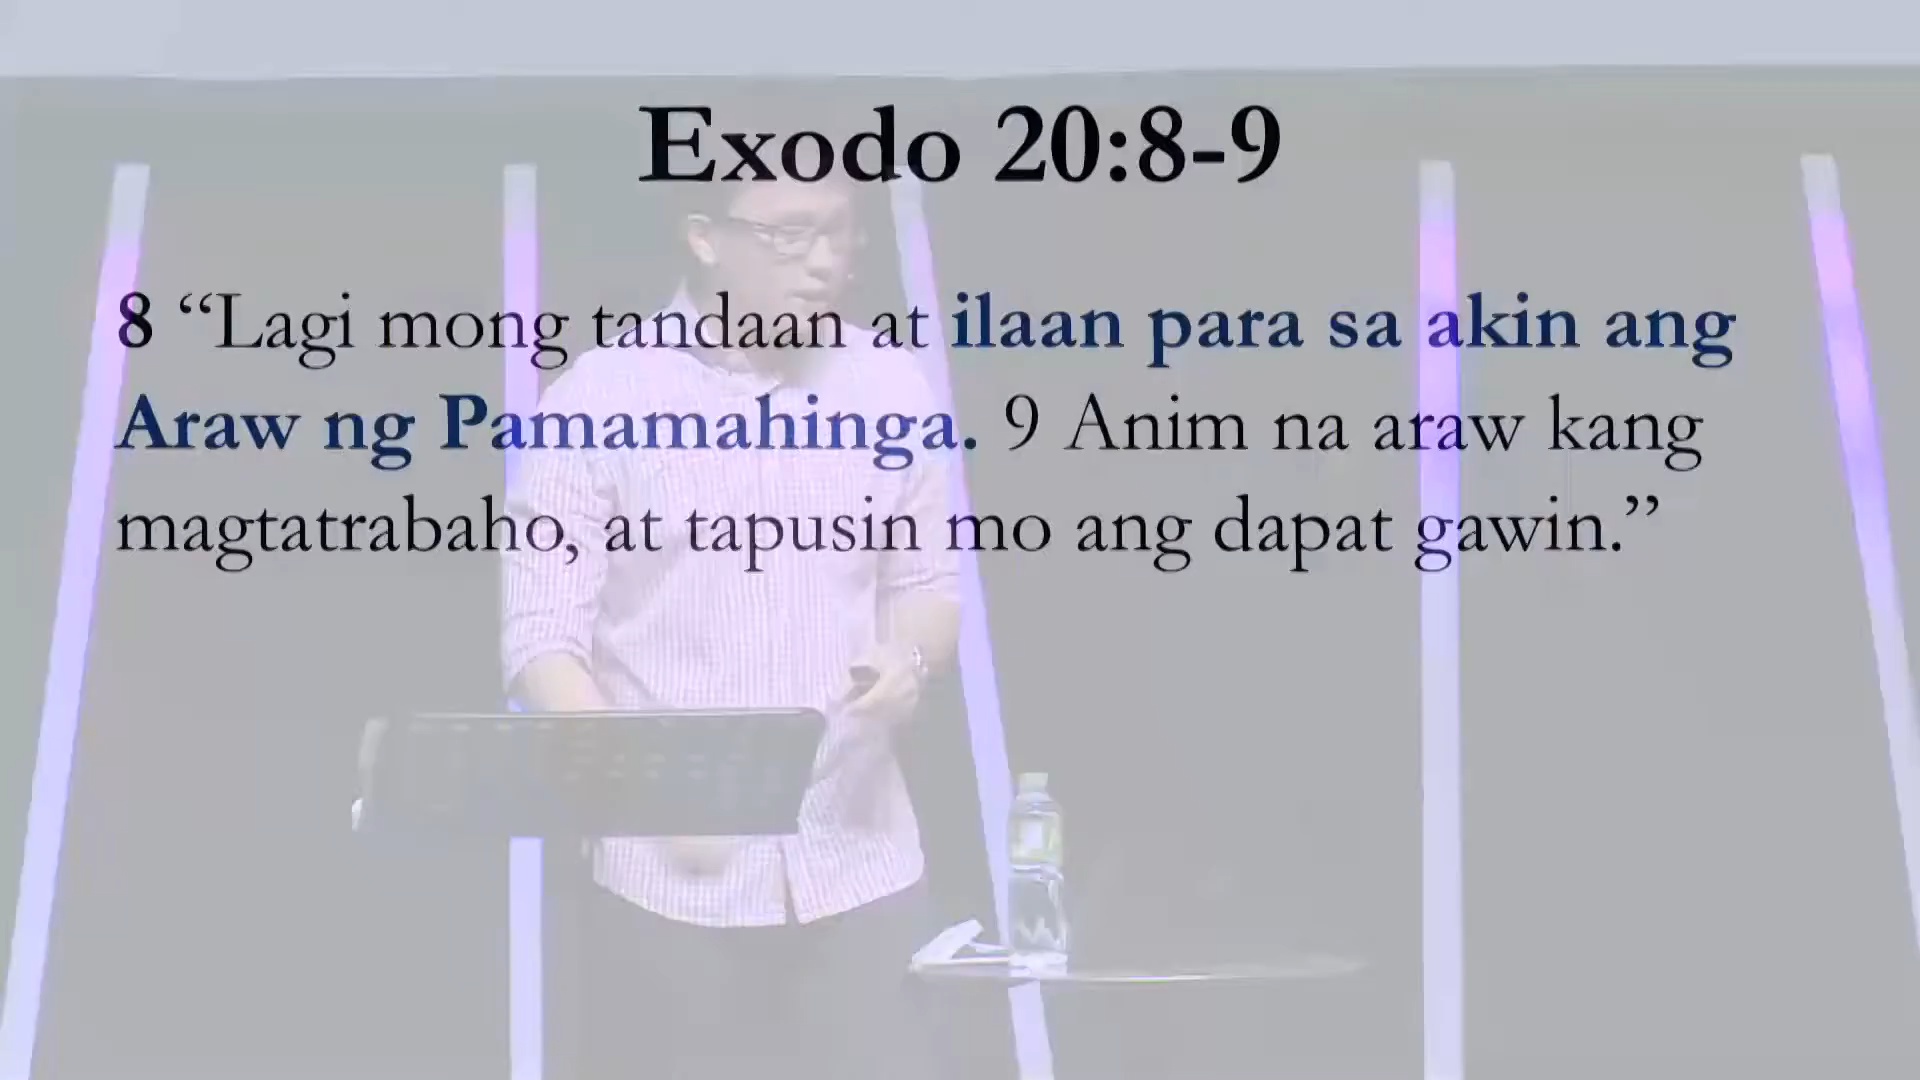 Exodo 20:8-9
8 “Lagi mong tandaan at ilaan para sa akin ang
Araw ng Pamamahinga. 9 Anim na araw kang
magtatrabaho, at tapusin mo ang dapat gawin.”